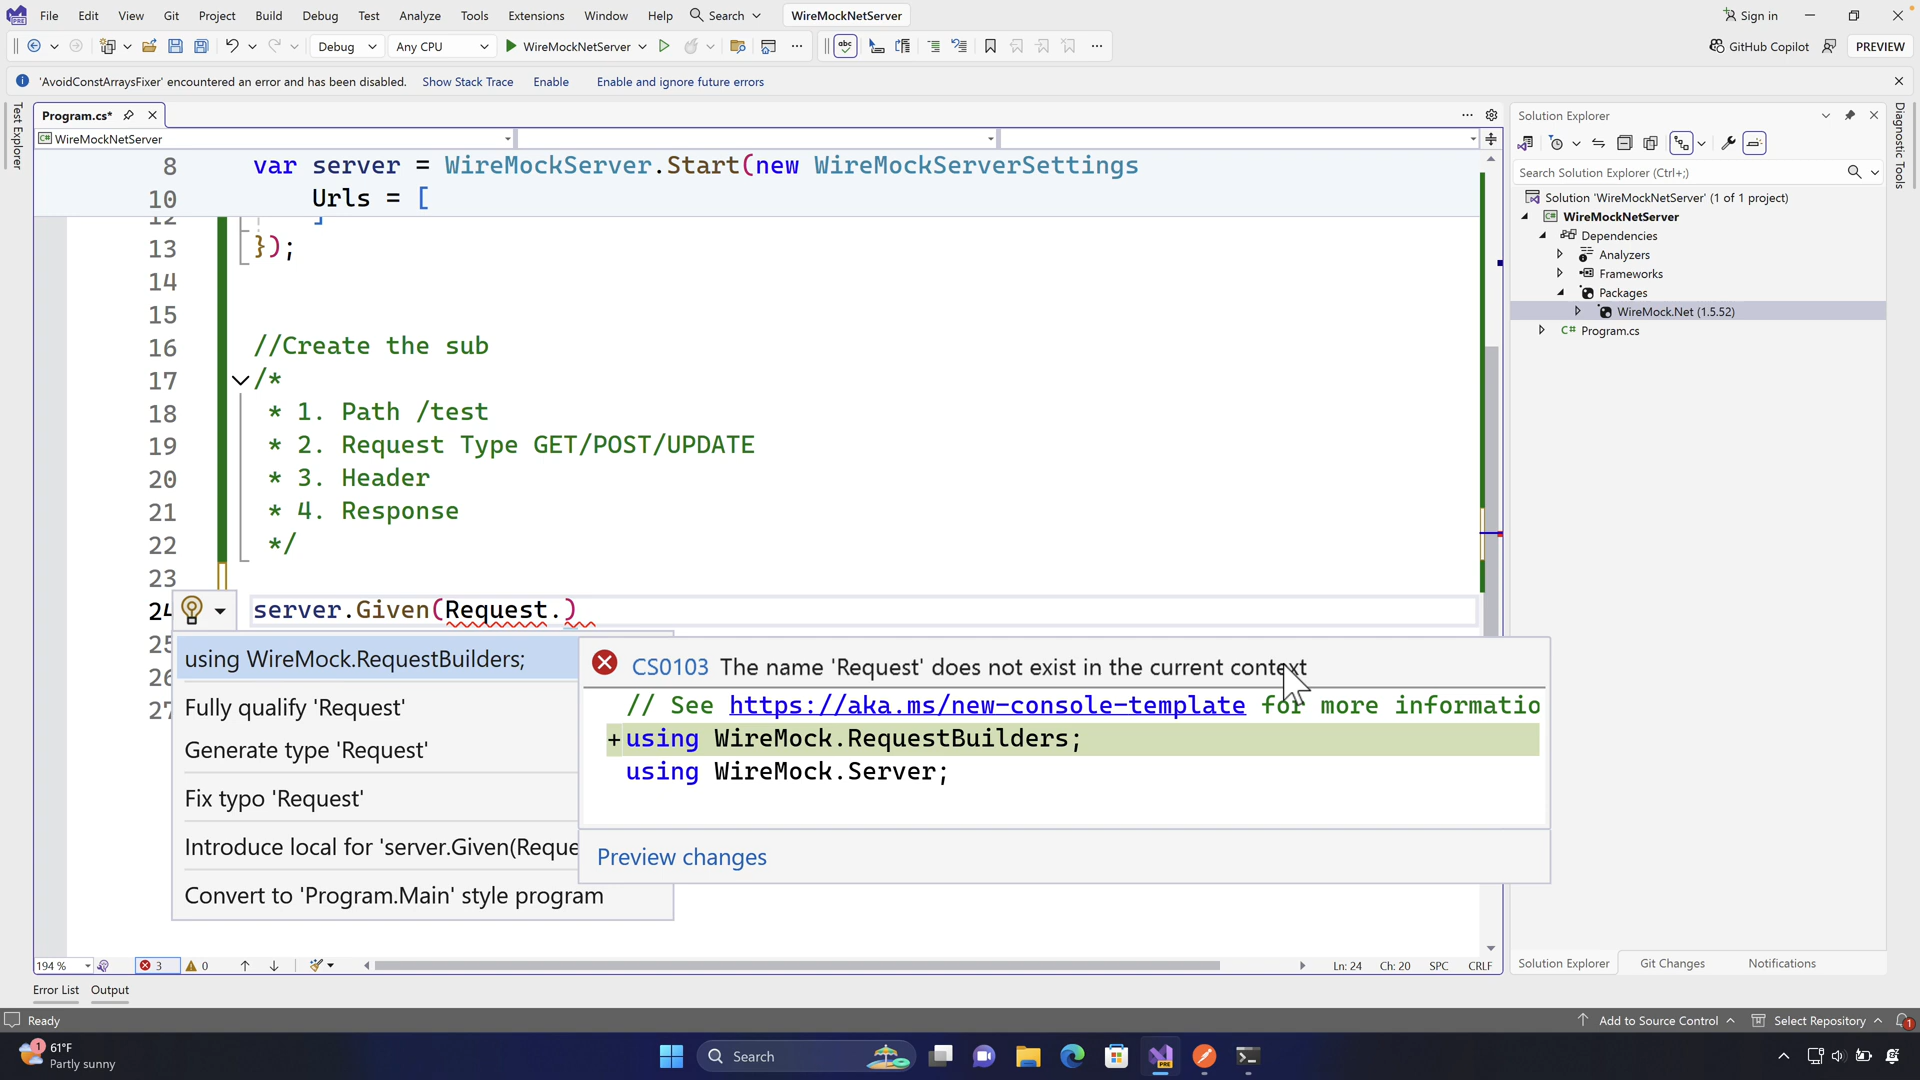 File Edit View Git Project Build Debug Test Analyze Tools Extensions Window Help Search WireMockNetServer Sign in
Debug Any CPU WireMockNetServer abc GitHub Copilot PREVIEW
'AvoidConstArraysFixer' encountered an error and has been disabled. Show Stack Trace Enable Enable and ignore future errors
Test Explorer
Program.cs*
C# WireMockNetServer
8 var server = WireMockServer.Start(new WireMockServerSettings
10 Urls = [
12 ]
13 });
14
15
16 //Create the sub
17 /*
18 * 1. Path /test
19 * 2. Request Type GET/POST/UPDATE
20 * 3. Header
21 * 4. Response
22 */
23
24 server.Given(Request.)
25
26
27
using WireMock.RequestBuilders;
Fully qualify 'Request'
Generate type 'Request'
Fix typo 'Request'
Introduce local for 'server.Given(Reque
Convert to 'Program.Main' style program
CS0103 The name 'Request' does not exist in the current context
// See https://aka.ms/new-console-template for more informatio
+using WireMock.RequestBuilders;
using WireMock.Server;
Preview changes
194 % 3 0 Ln: 24 Ch: 20 SPC CRLF
Error List Output
Solution Explorer
Search Solution Explorer (Ctrl+;)
Solution 'WireMockNetServer' (1 of 1 project)
C# WireMockNetServer
Dependencies
Analyzers
Frameworks
Packages
WireMock.Net (1.5.52)
C# Program.cs
Solution Explorer Git Changes Notifications
Diagnostic Tools
Ready Add to Source Control Select Repository 1
1 61°F
Partly sunny
Search
PRE